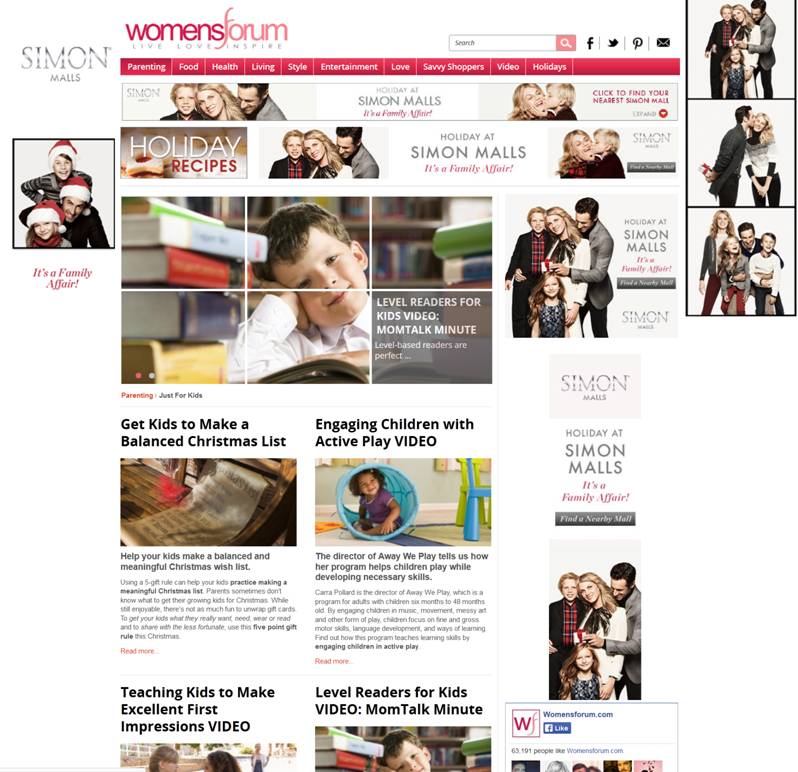 womensforum
LIVE LOVE INSPIRE
Search
SIMON
MALLS
It's a Family
Affair!
Parenting Food Health Living Style Entertainment Love Savvy Shoppers Video Holidays
SIMON
MALLS
HOLIDAY AT
SIMON MALLS
It's a Family Affair!
CLICK TO FIND YOUR
NEAREST SIMON MALL
EXPAND
HOLIDAY
RECIPES
HOLIDAY AT
SIMON MALLS
It's a Family Affair!
SIMON
MALLS
Find a Nearby Mall
LEVEL READERS FOR
KIDS VIDEO:
MOMTALK MINUTE
Level-based readers are
perfect ...
HOLIDAY AT
SIMON
MALLS
It's a
Family Affair!
Find a Nearby Mall
SIMON
MALLS
Parenting › Just For Kids
Get Kids to Make a
Balanced Christmas List
Help your kids make a balanced and
meaningful Christmas wish list.
Using a 5-gift rule can help your kids practice making a
meaningful Christmas list. Parents sometimes don't
know what to get their growing kids for Christmas. While
still enjoyable, there's not as much fun to unwrap gift cards.
To get your kids what they really want, need, wear or read
and to share with the less fortunate, use this five point gift
rule this Christmas.
Read more...
Engaging Children with
Active Play VIDEO
The director of Away We Play tells us how
her program helps children play while
developing necessary skills.
Carra Pollard is the director of Away We Play, which is a
program for adults with children six months to 48 months
old. By engaging children in music, movement, messy art
and other form of play, children focus on fine and gross
motor skills, language development, and ways of learning.
Find out how this program teaches learning skills by
engaging children in active play.
Read more...
SIMON
MALLS
HOLIDAY AT
SIMON
MALLS
It's a
Family Affair!
Find a Nearby Mall
Teaching Kids to Make
Excellent First
Impressions VIDEO
Level Readers for Kids
VIDEO: MomTalk Minute
Wf
Womensforum.com
Like
63,191 people like Womensforum.com.